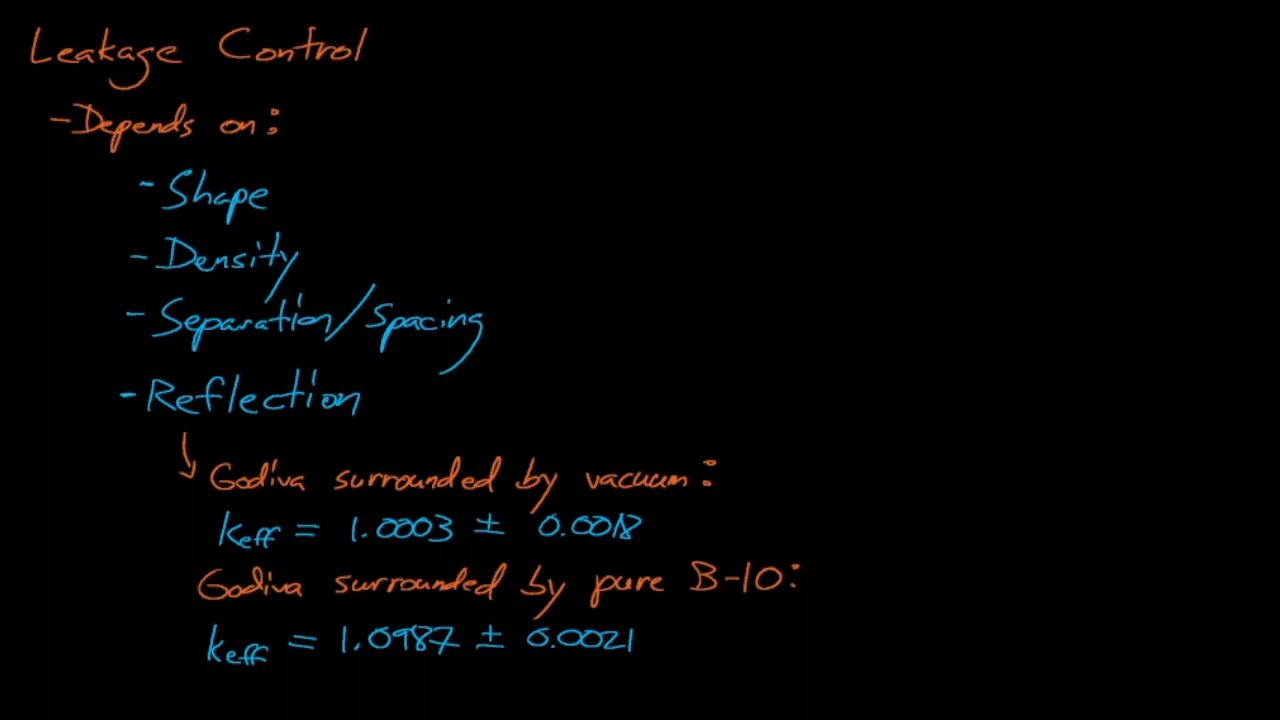 Leakage Control
- Depends on:
- Shape
- Density
- Separation/Spacing
- Reflection
↳ Godiva surrounded by vacuum:
keff = 1.0003 ± 0.0018
Godiva surrounded by pure B-10:
keff = 1.0987 ± 0.0021